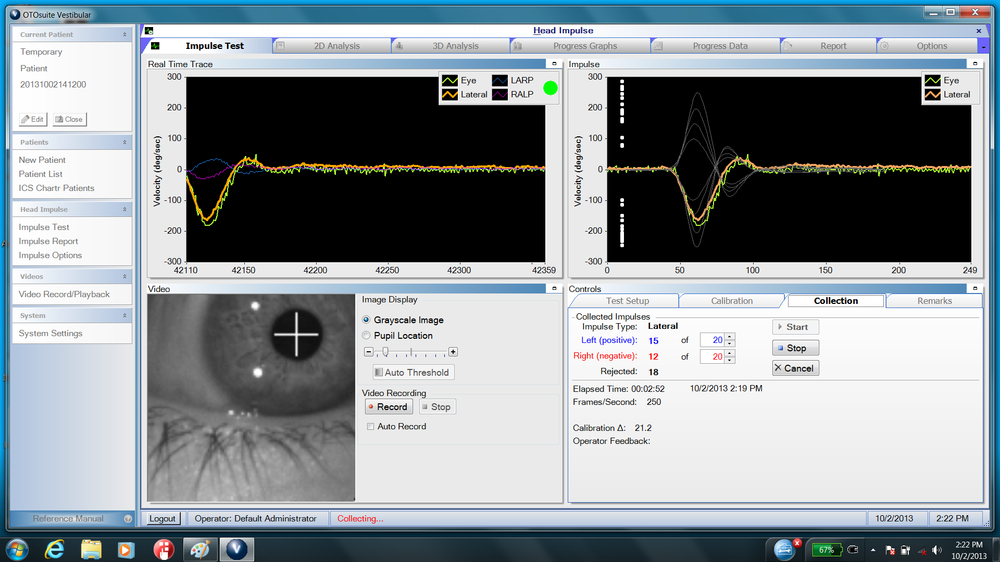 OTOsuite Vestibular
Current Patient
Temporary
Patient
20131002141200
Edit Close
Patients
New Patient
Patient List
ICS Chartr Patients
Head Impulse
Impulse Test
Impulse Report
Impulse Options
Videos
Video Record/Playback
System
System Settings
Reference Manual
Head Impulse
Impulse Test 2D Analysis 3D Analysis Progress Graphs Progress Data Report Options
Real Time Trace
Eye LARP
Lateral RALP
Velocity (deg/sec)
300
200
100
0
-100
-200
-300
42110 42150 42200 42250 42300 42359
Impulse
Eye
Lateral
Velocity (deg/sec)
300
200
100
0
-100
-200
-300
0 50 100 150 200 249
Video
Image Display
Grayscale Image
Pupil Location
Auto Threshold
Video Recording
Record Stop
Auto Record
Controls
Test Setup Calibration Collection Remarks
Collected Impulses
Impulse Type: Lateral
Left (positive): 15 of 20
Right (negative): 12 of 20
Rejected: 18
Start
Stop
Cancel
Elapsed Time: 00:02:52 10/2/2013 2:19 PM
Frames/Second: 250
Calibration Δ: 21.2
Operator Feedback:
Logout Operator: Default Administrator Collecting... 10/2/2013 2:22 PM
67%
2:22 PM
10/2/2013